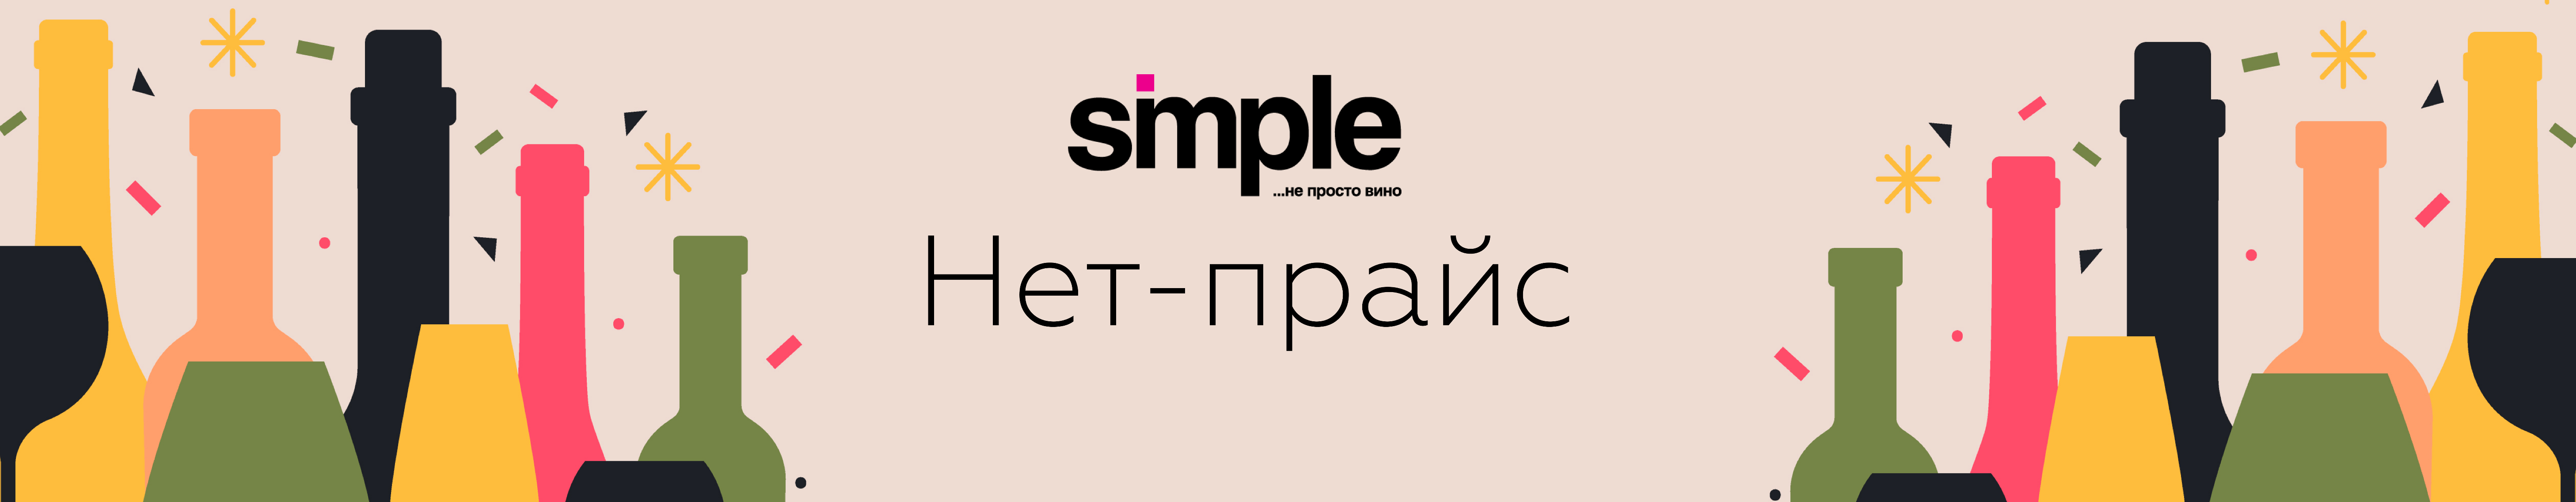 simple
...не просто вино
Нет-прайс